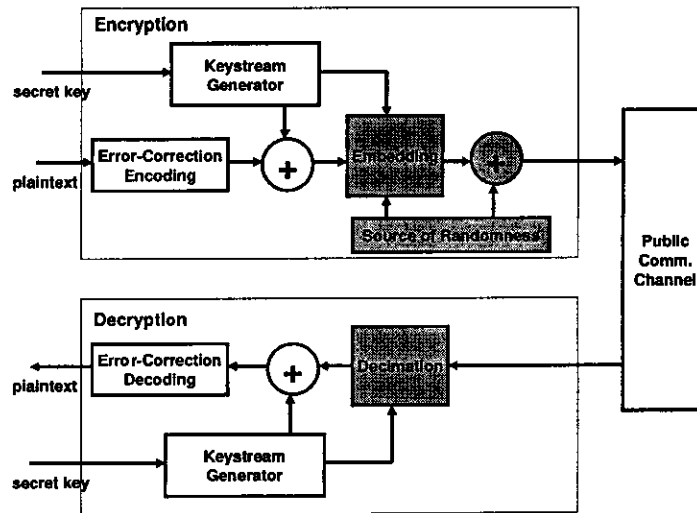 Encryption
Keystream
Generator
secret key
Error-Correction
Encoding
+
Embedding
+
plaintext
Source of Randomness
Public
Comm.
Channel
Decryption
Error-Correction
Decoding
+
Decimation
plaintext
Keystream
Generator
secret key